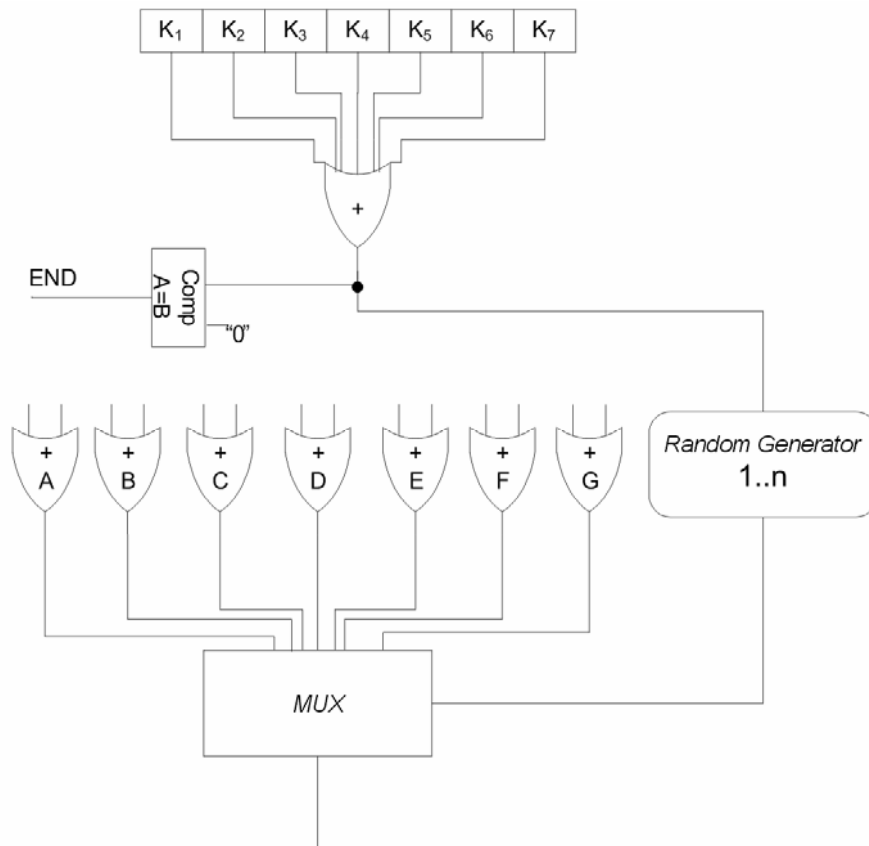 K₁ K₂ K₃ K₄ K₅ K₆ K₇
+
END
Comp
A=B
"0"
+ + + + + + +
A B C D E F G
Random Generator
1..n
MUX